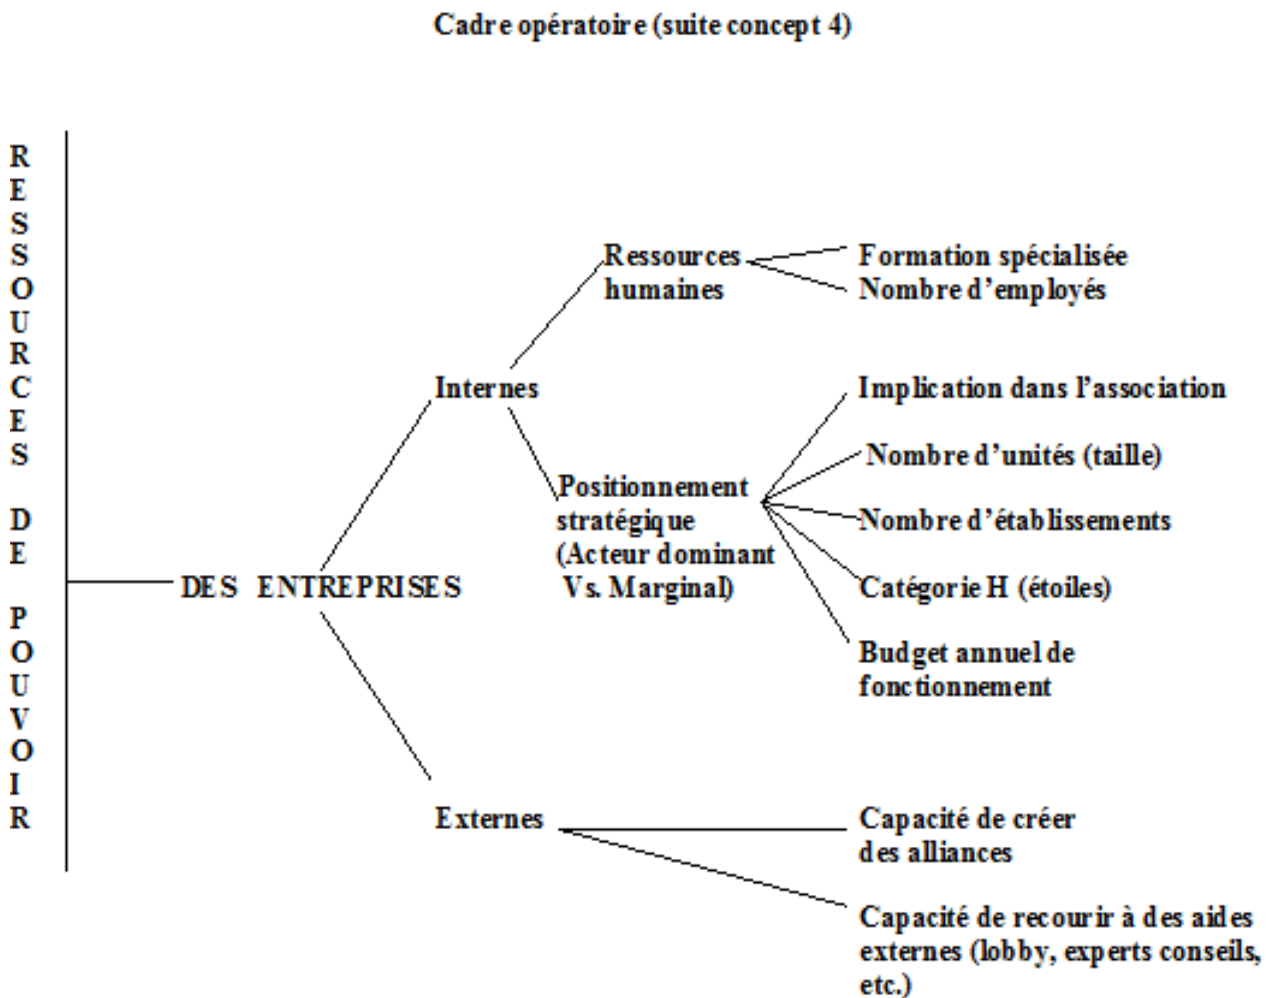 Cadre opératoire (suite concept 4)
RESSOURCES DE POUVOIR
DES ENTREPRISES
Internes
Ressources
humaines
Formation spécialisée
Nombre d'employés
Positionnement
stratégique
(Acteur dominant
Vs. Marginal)
Implication dans l'association
Nombre d'unités (taille)
Nombre d'établissements
Catégorie H (étoiles)
Budget annuel de
fonctionnement
Externes
Capacité de créer
des alliances
Capacité de recourir à des aides
externes (lobby, experts conseils,
etc.)